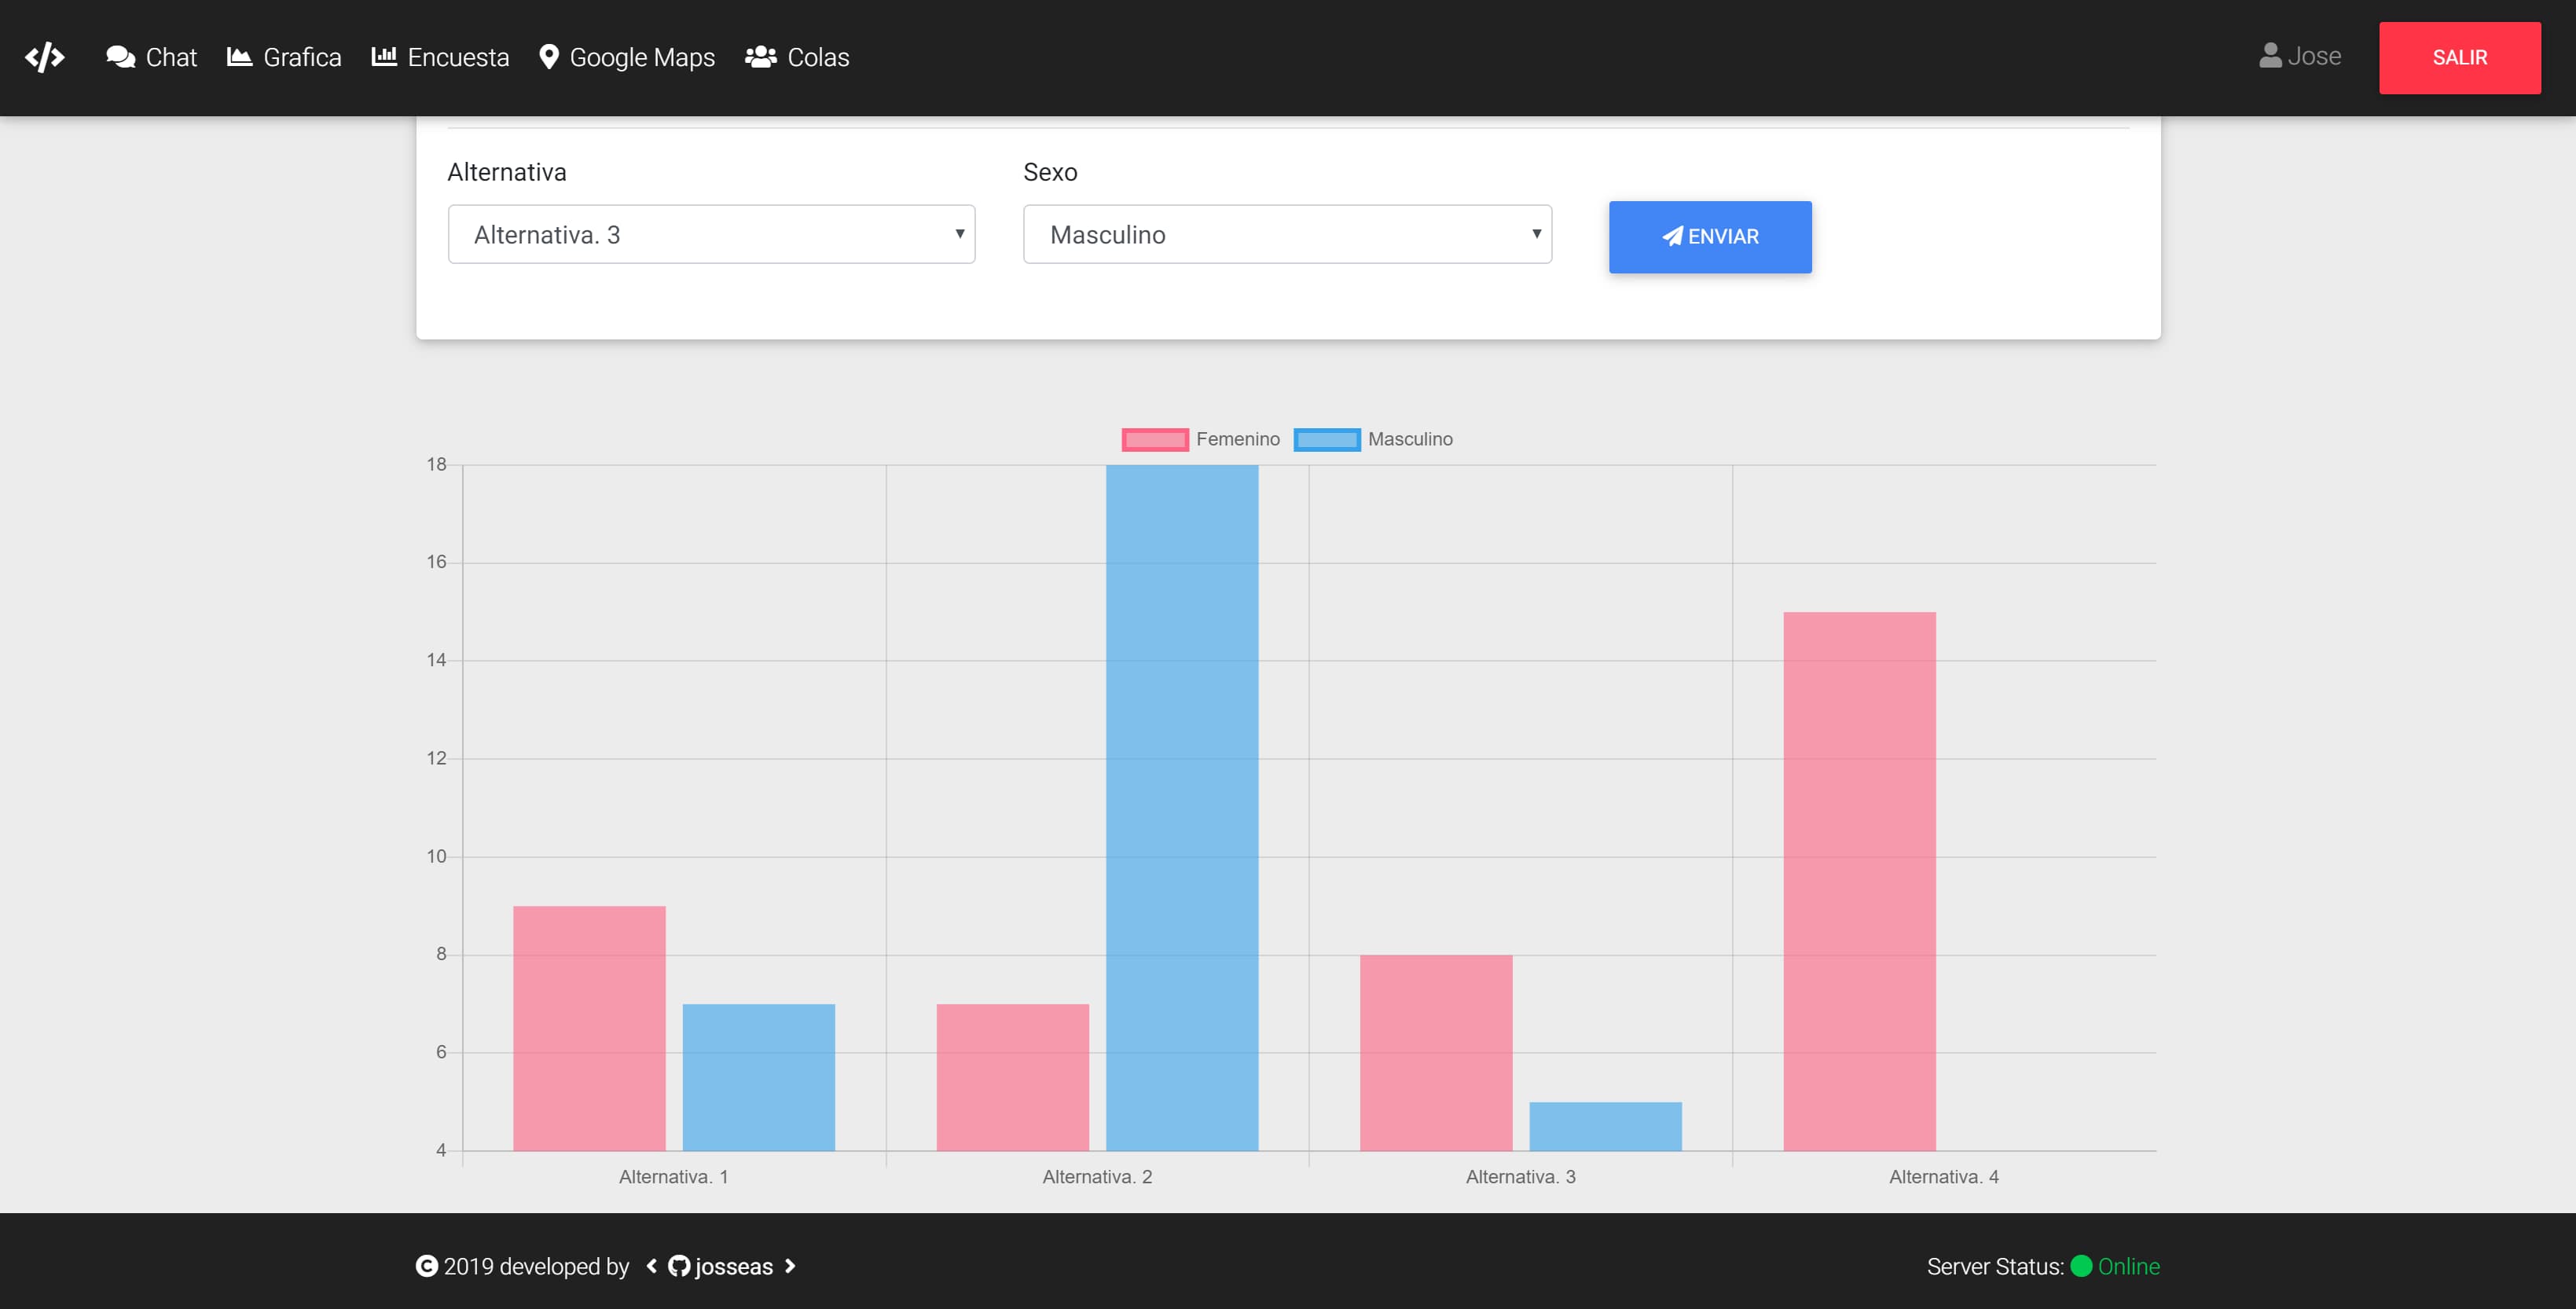 Chat Grafica Encuesta Google Maps Colas Jose SALIR
Alternativa Sexo
Alternativa. 3 Masculino ENVIAR
Femenino Masculino
18
16
14
12
10
8
6
4
Alternativa. 1 Alternativa. 2 Alternativa. 3 Alternativa. 4
© 2019 developed by < josseas > Server Status: Online